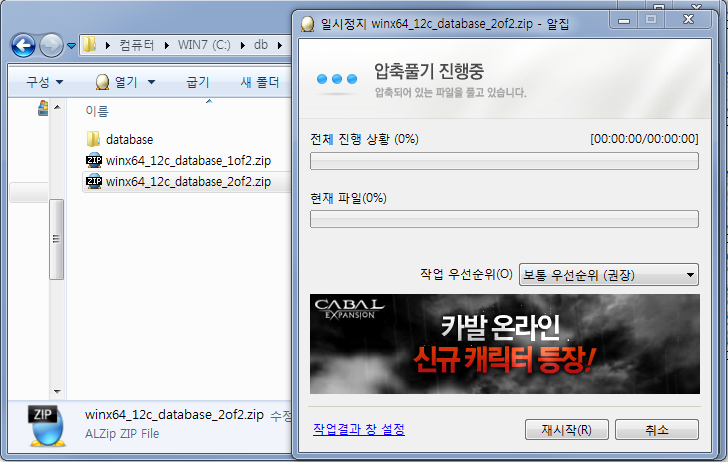 컴퓨터 ▸ WIN7 (C:) ▸ db ▸
구성 열기 굽기 새 폴더
이름
database
winx64_12c_database_1of2.zip
winx64_12c_database_2of2.zip
ZIP
winx64_12c_database_2of2.zip 수정
ALZip ZIP File
일시정지 winx64_12c_database_2of2.zip - 알집
압축풀기 진행중
압축되어 있는 파일을 풀고 있습니다.
전체 진행 상황 (0%) [00:00:00/00:00:00]
현재 파일(0%)
작업 우선순위(O) 보통 우선순위 (권장)
CABAL
EXPANSION
카발 온라인
신규 캐릭터 등장!
작업결과 창 설정 재시작(R) 취소